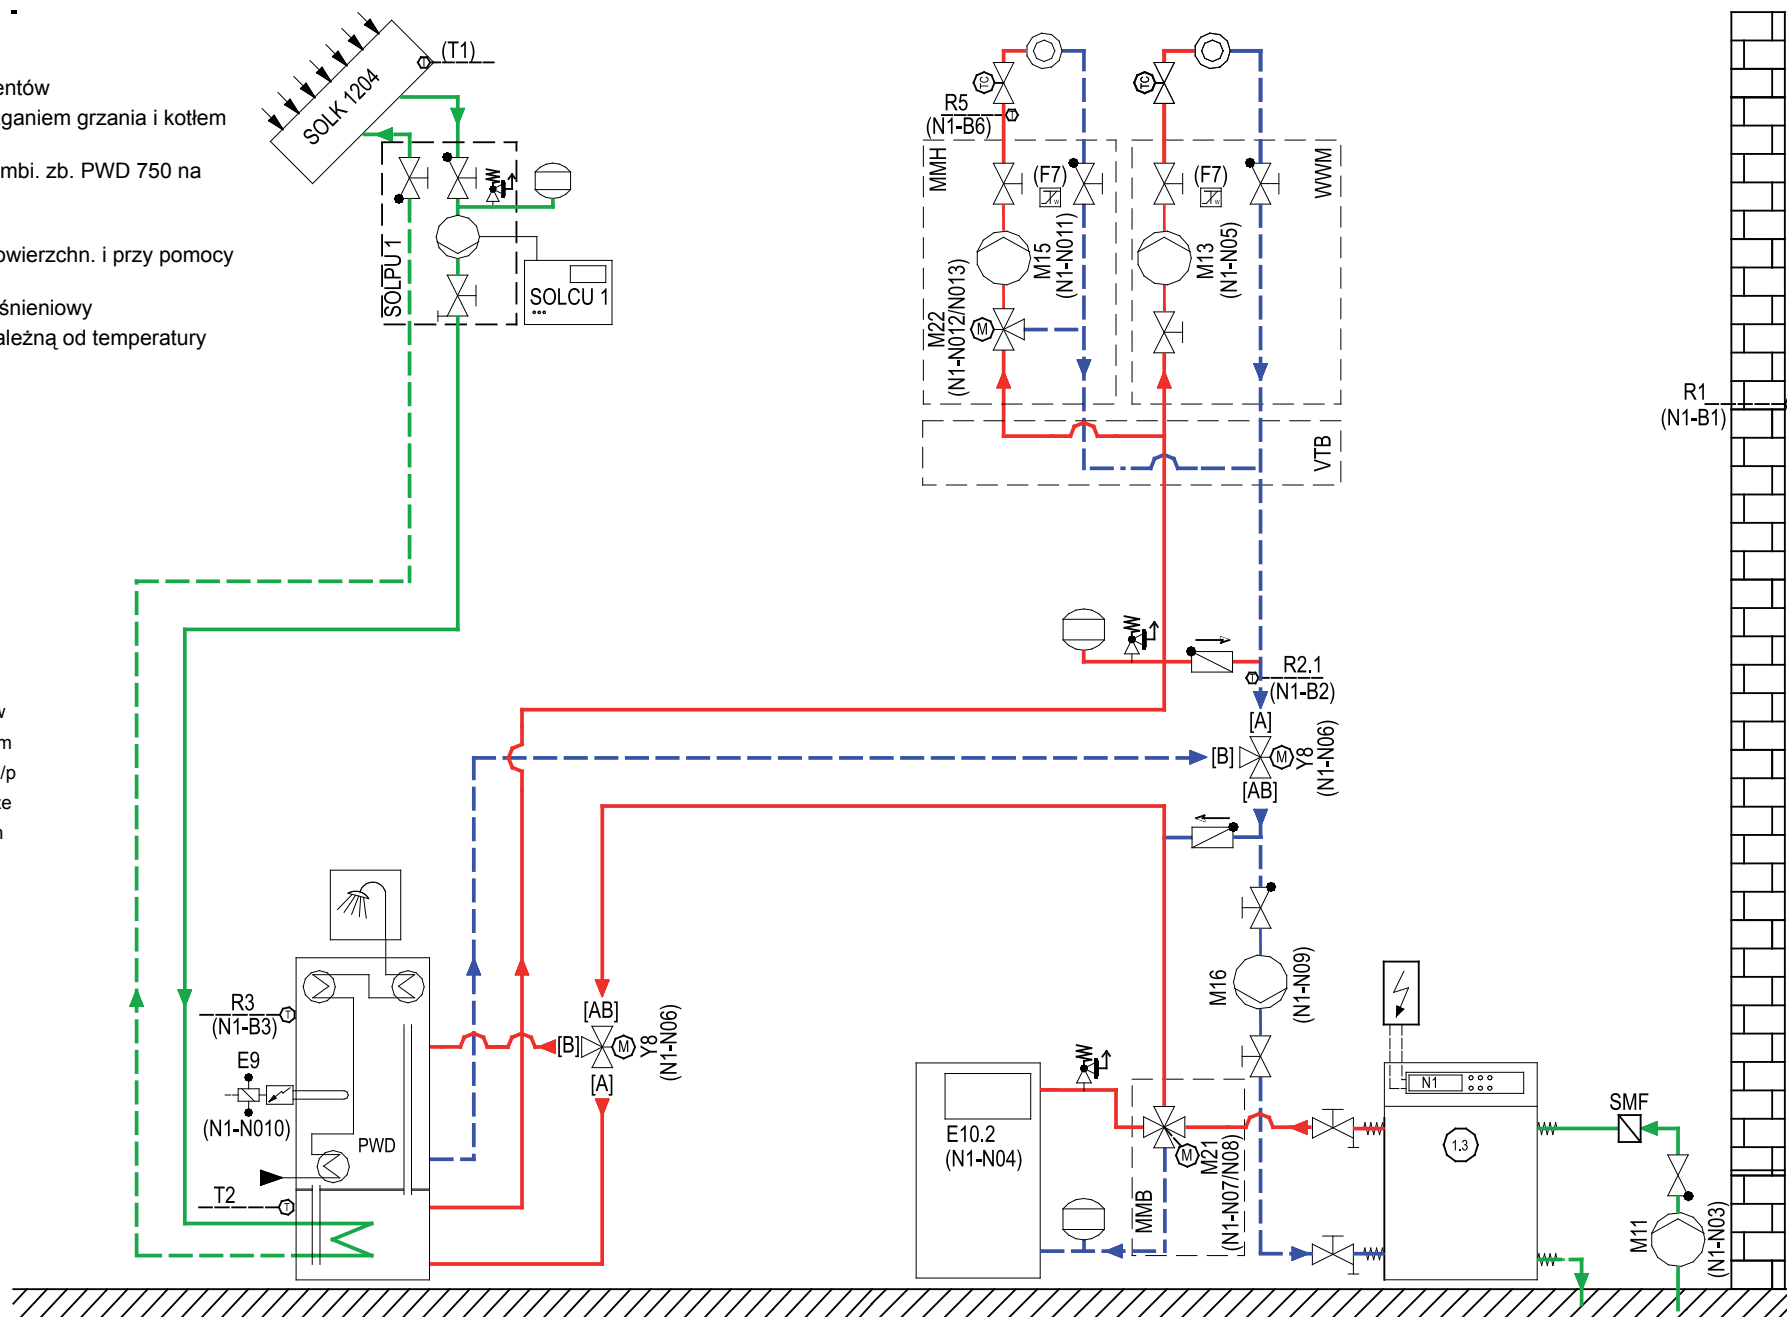 entów
aganiem grzania i kotłem
mbi. zb. PWD 750 na
owierzchn. i przy pomocy
śnieniowy
ależną od temperatury
w
m
/p
te
n
(T1)
SOLK 1204
SOLPU 1
SOLCU 1
R5
(N1-B6)
TC
TC
MMH
WWM
(F7)
(F7)
M15
(N1-N011)
M13
(N1-N05)
M22
(N1-N012/N013)
M
VTB
R1
(N1-B1)
R2.1
(N1-B2)
[A]
[B]
M
Y8
(N1-N06)
[AB]
R3
(N1-B3)
T
E9
(N1-N010)
PWD
T2
T
[AB]
[B]
M
Y8
(N1-N06)
[A]
M16
(N1-N09)
E10.2
(N1-N04)
MMB
M
M21
(N1-N07/N08)
N1
1.3
SMF
M11
(N1-N03)